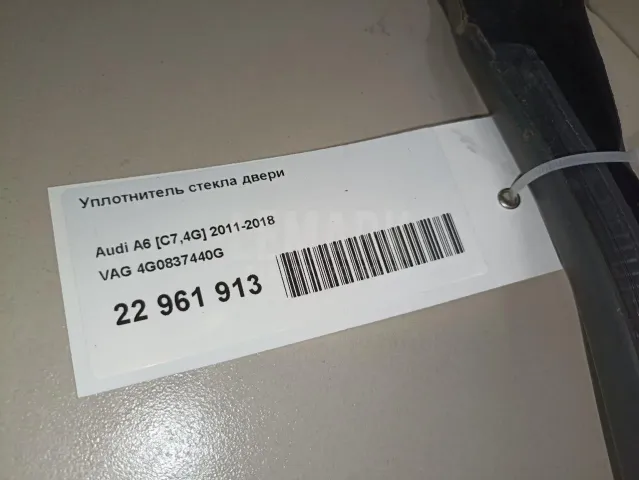 Уплотнитель стекла двери
Audi A6 [C7,4G] 2011-2018
VAG 4G0837440G
22 961 913